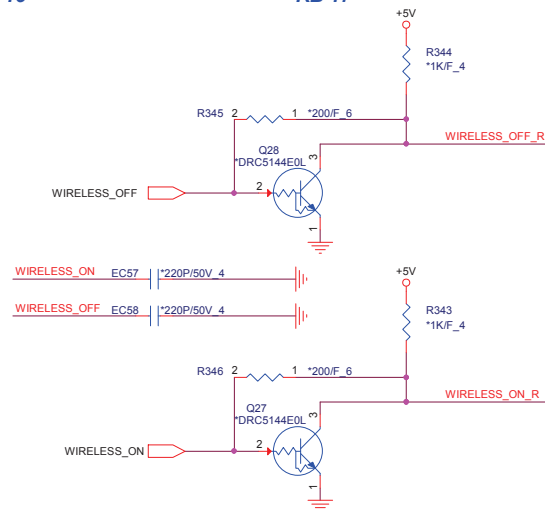 +5V
R344
*1K/F_4
R345 2 1 *200/F_6
WIRELESS_OFF_R
Q28
*DRC5144E0L
3
2
WIRELESS_OFF
1
WIRELESS_ON EC57 *220P/50V_4
WIRELESS_OFF EC58 *220P/50V_4
+5V
R343
*1K/F_4
R346 2 1 *200/F_6
WIRELESS_ON_R
Q27
*DRC5144E0L
3
2
WIRELESS_ON
1